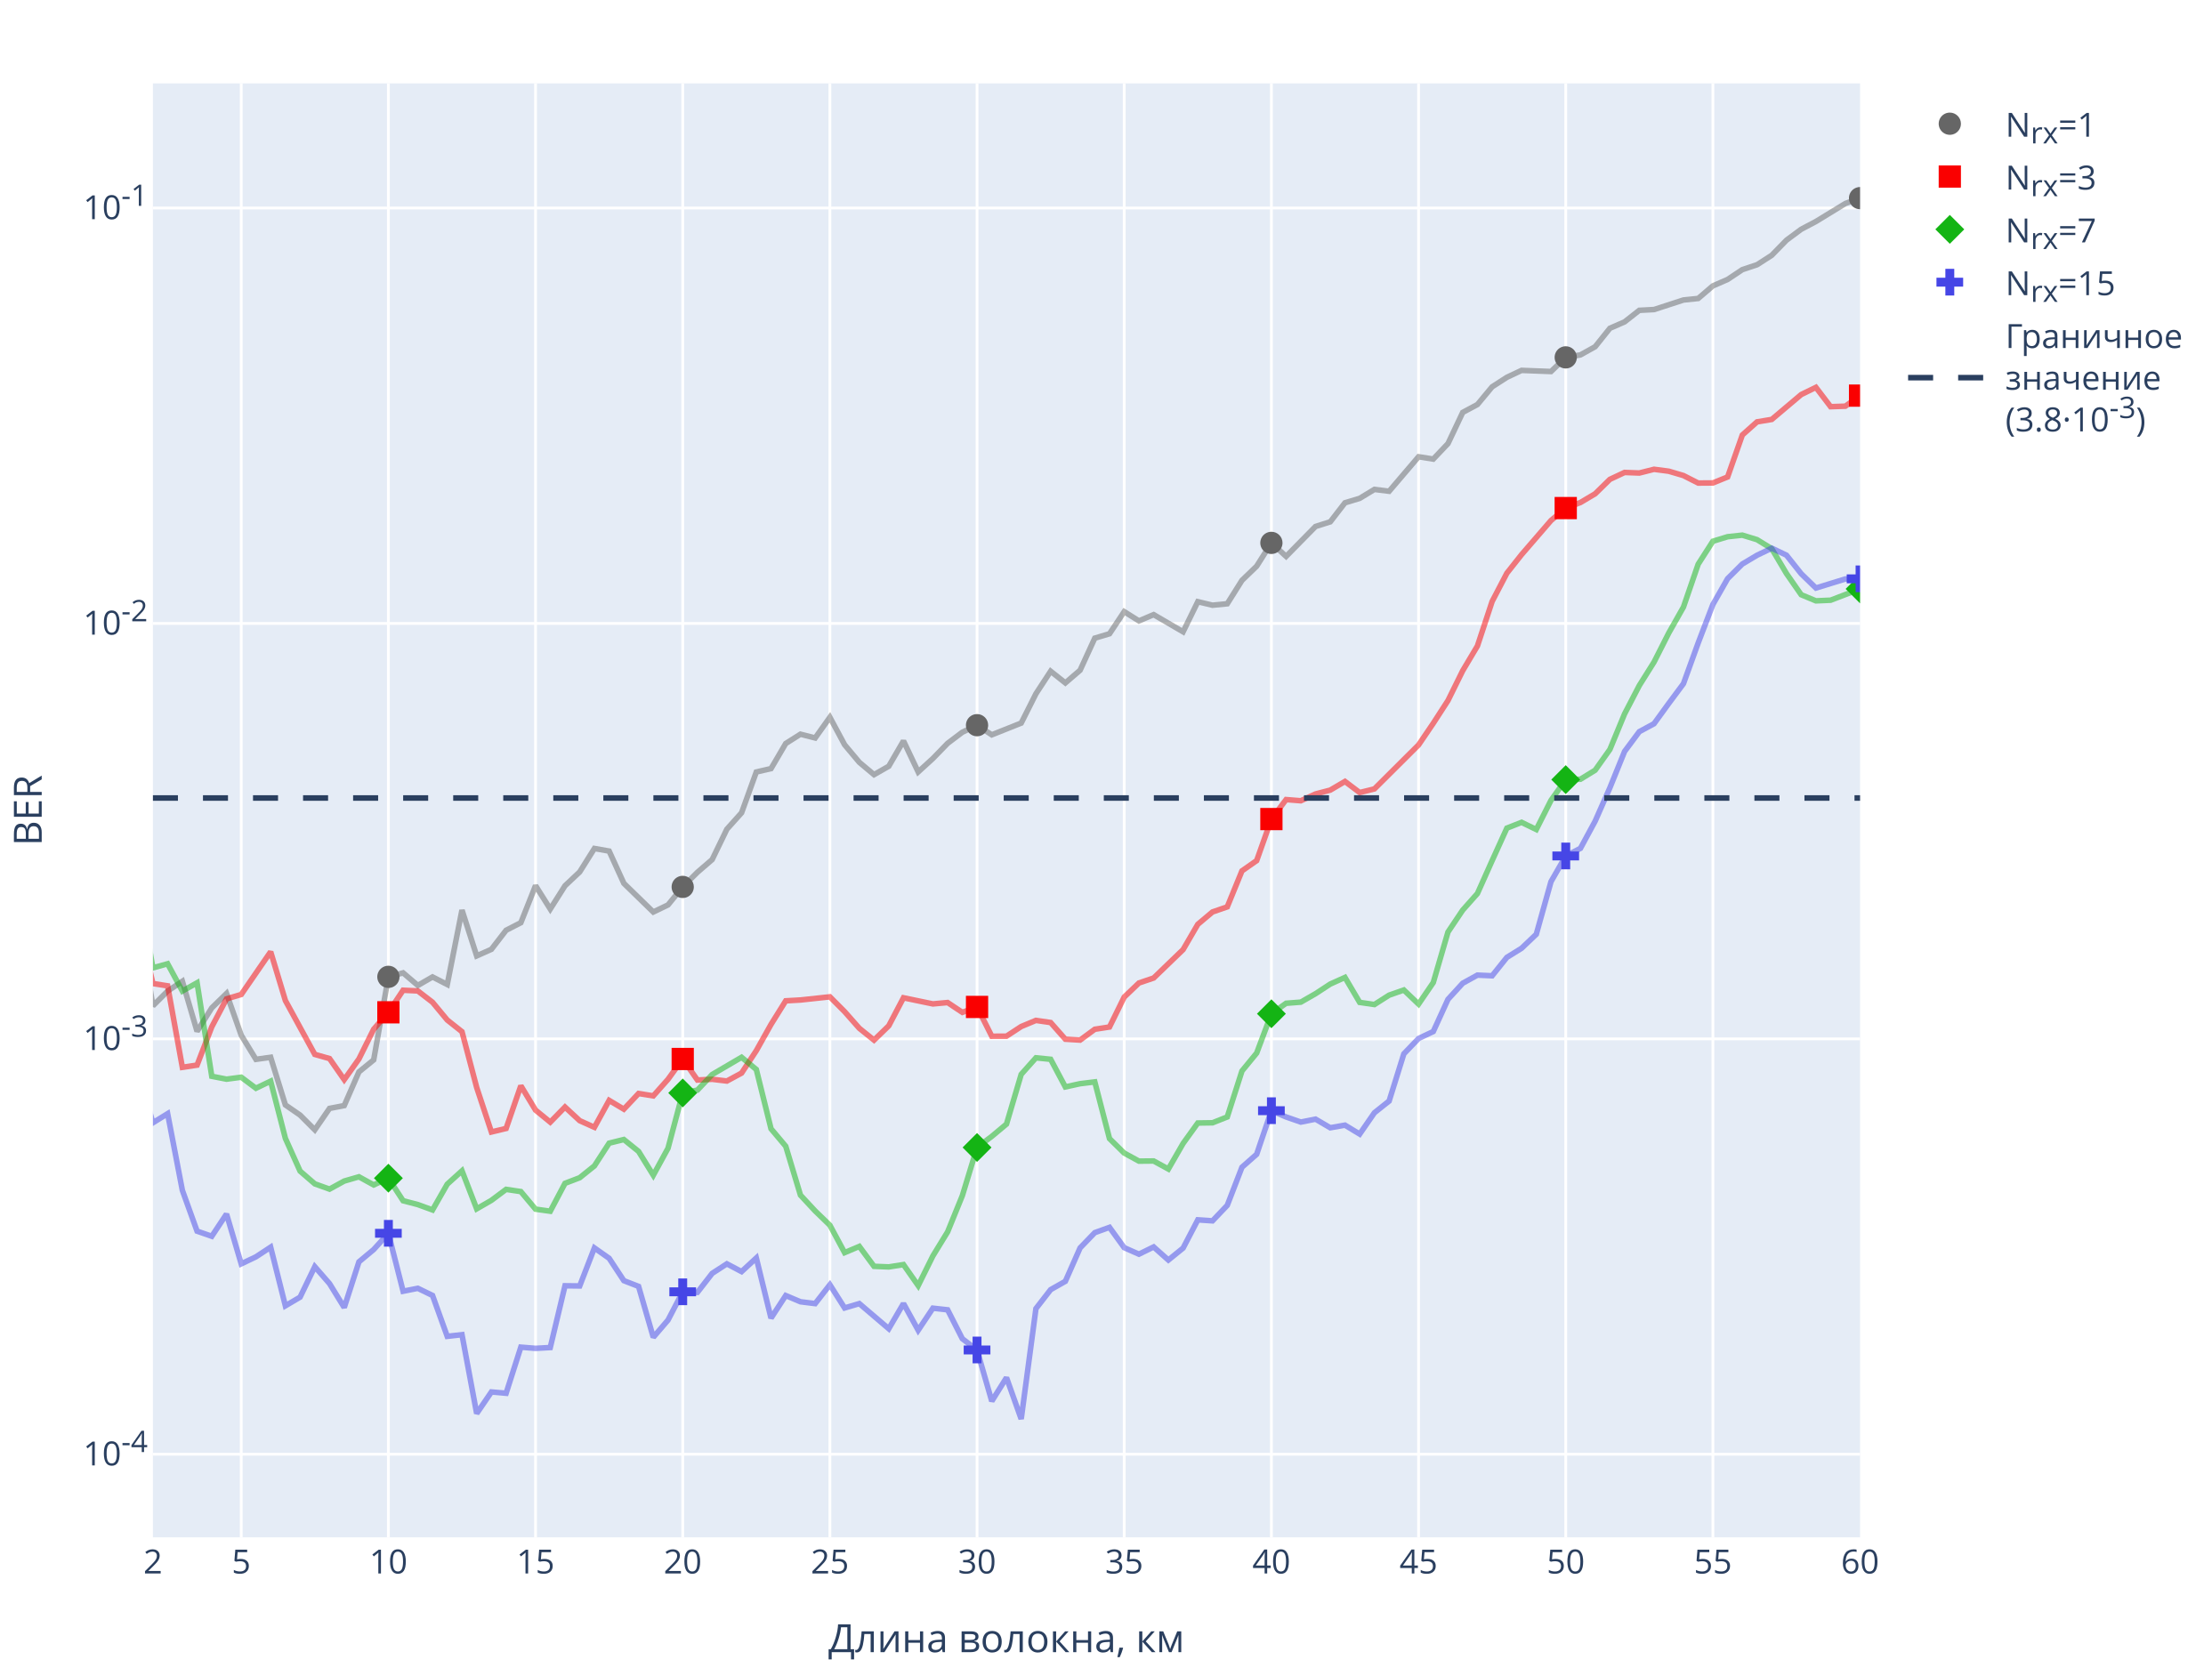 BER
10⁻¹
10⁻²
10⁻³
10⁻⁴
2 5 10 15 20 25 30 35 40 45 50 55 60
Длина волокна, км
Nᵣₓ=1
Nᵣₓ=3
Nᵣₓ=7
Nᵣₓ=15
Граничное
значение
(3.8·10⁻³)